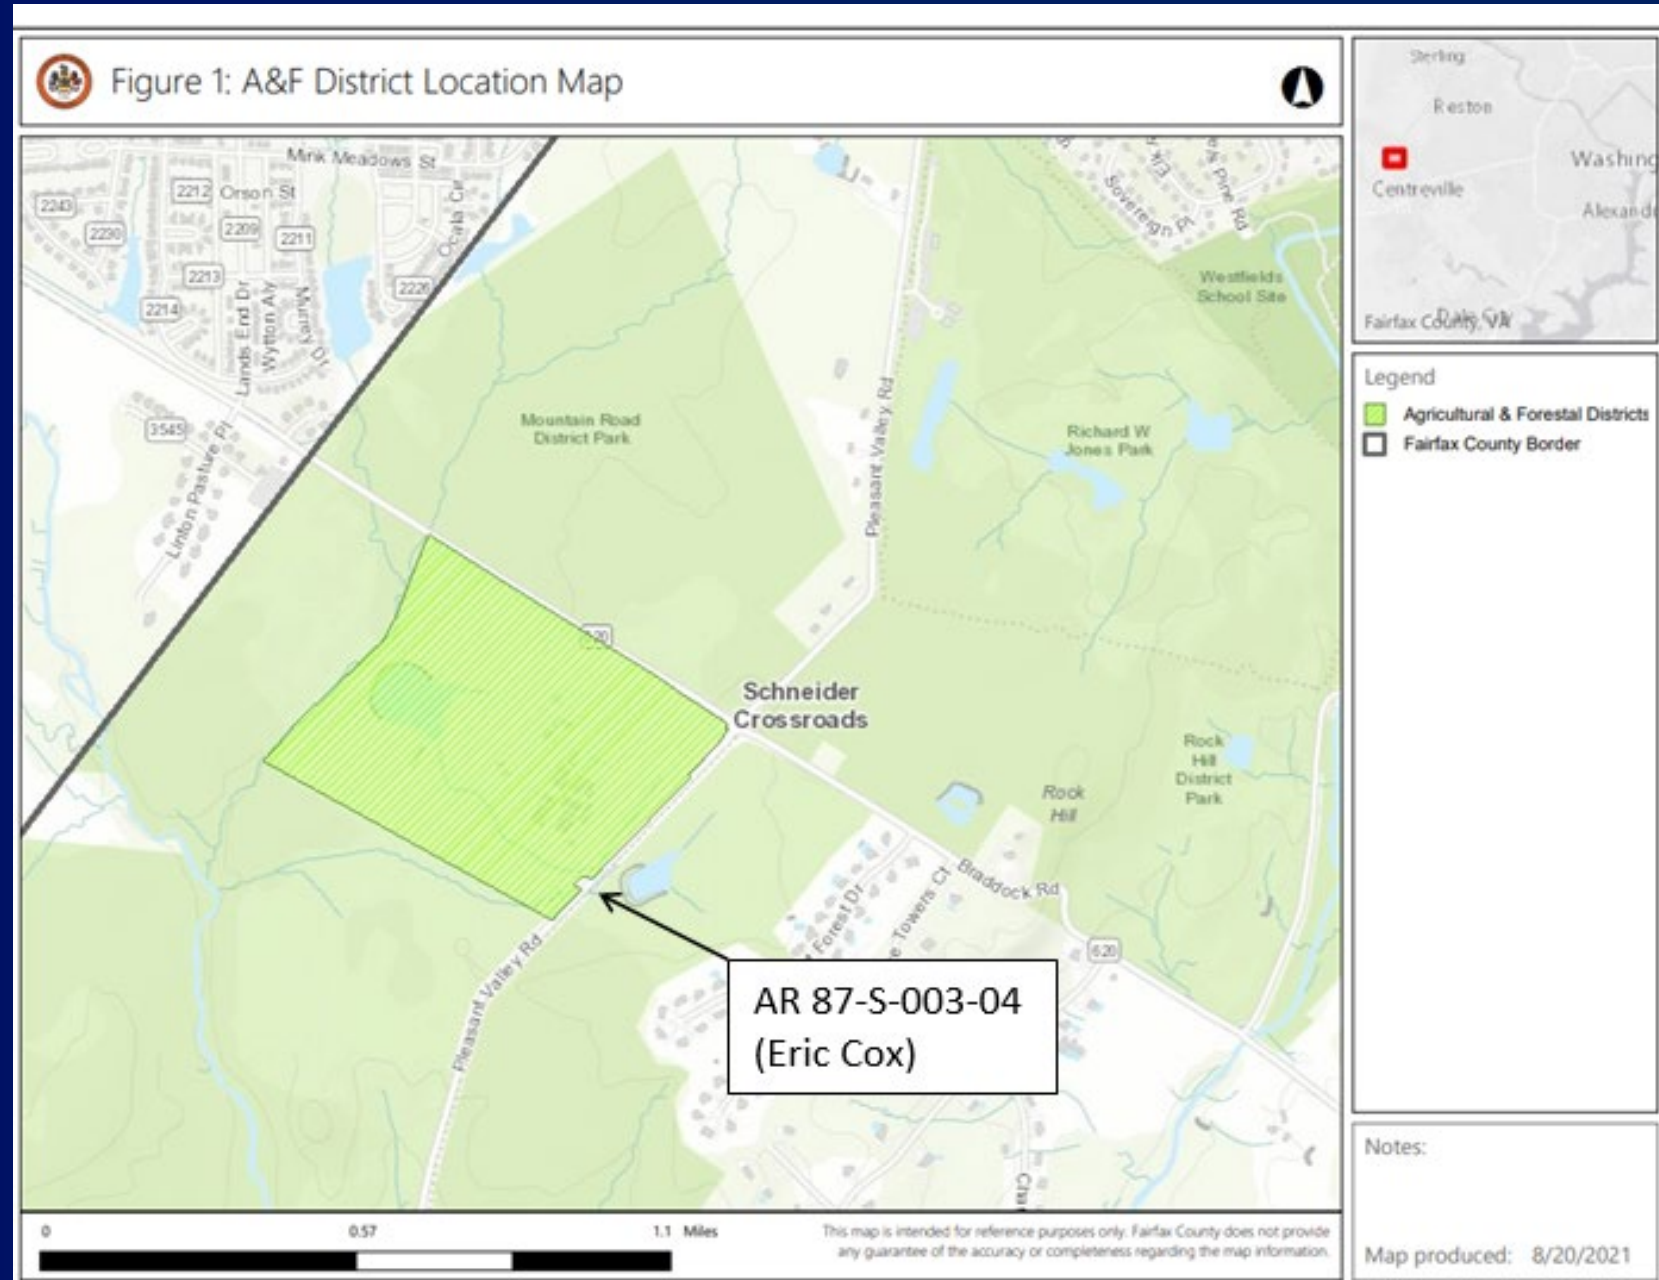 Figure 1: A&F District Location Map
Mink Meadows St
2212
Orson St
2243
2209
2211
2230
2213
2226
2214
Ocala Cir
Lands End Dr
Wytton Aly
Murrey Dr
3545
Linton Pasture Pl
Mountain Road
District Park
Pleasant Valley Rd
Sovereign Pl
Pine Rd
Westfields
School Site
Richard W
Jones Park
Schneider
Crossroads
Rock
Hill
District
Park
Rock
Hill
Braddock Rd
620
Forest Dr
Towers Ct
Pleasant Valley Rd
AR 87-S-003-04
(Eric Cox)
0
0.57
1.1 Miles
This map is intended for reference purposes only. Fairfax County does not provide
any guarantee of the accuracy or completeness regarding the map information.
Sterling
Reston
Washing
Centreville
Alexand
Fairfax County, VA
Legend
Agricultural & Forestal Districts
Fairfax County Border
Notes:
Map produced: 8/20/2021